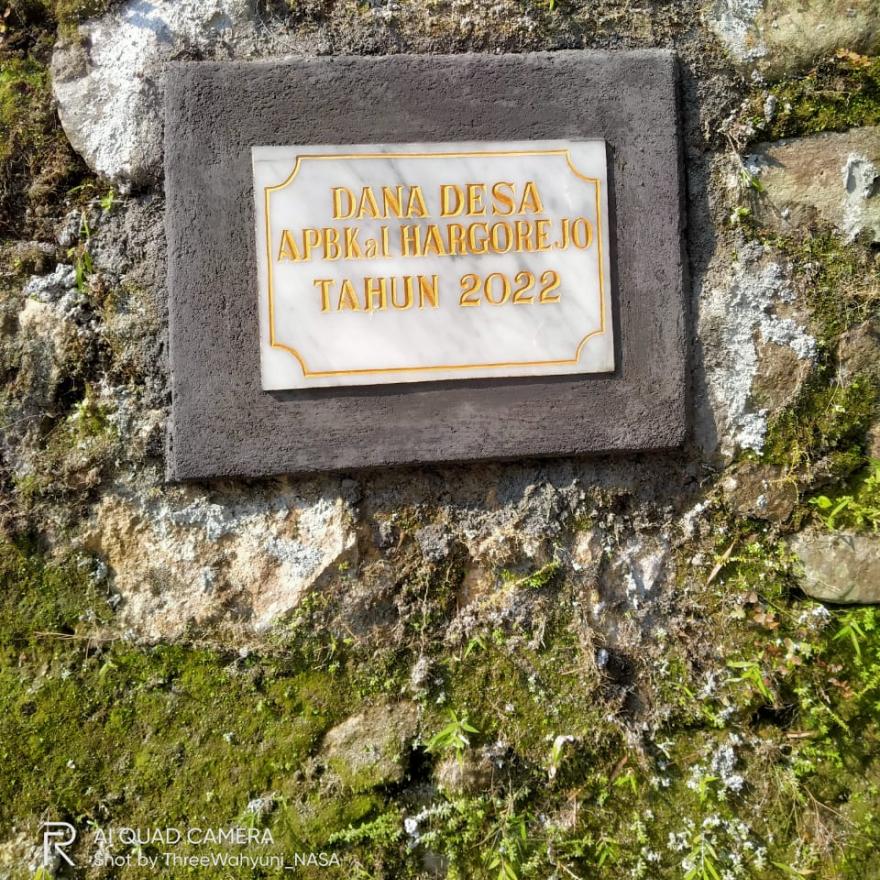 DANA DESA
APBKal HARGOREJO
TAHUN 2022
AI QUAD CAMERA
Shot by ThreeWahyuni_NASA